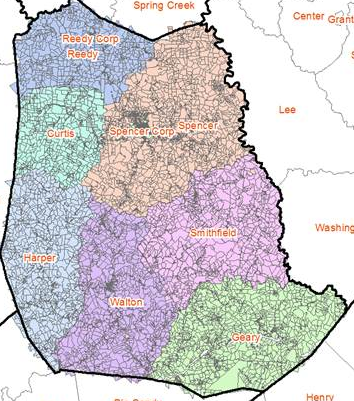 Spring Creek
Center
Grant
Reedy Corp
Reedy
Lee
Curtis
Spencer Corp
Spencer
Smithfield
Washing
Harper
Walton
Geary
Henry